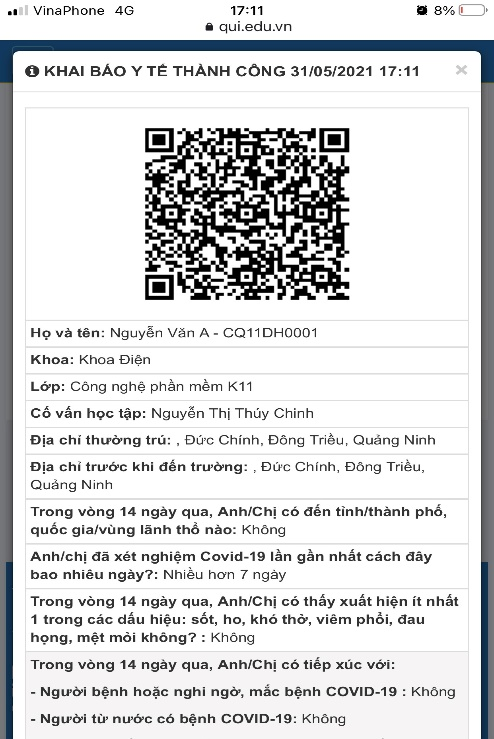 VinaPhone 4G 17:11 8%
qui.edu.vn
KHAI BÁO Y TẾ THÀNH CÔNG 31/05/2021 17:11 ×
Họ và tên: Nguyễn Văn A - CQ11DH0001
Khoa: Khoa Điện
Lớp: Công nghệ phần mềm K11
Cố vấn học tập: Nguyễn Thị Thúy Chinh
Địa chỉ thường trú: , Đức Chính, Đông Triều, Quảng Ninh
Địa chỉ trước khi đến trường: , Đức Chính, Đông Triều,
Quảng Ninh
Trong vòng 14 ngày qua, Anh/Chị có đến tỉnh/thành phố,
quốc gia/vùng lãnh thổ nào: Không
Anh/chị đã xét nghiệm Covid-19 lần gần nhất cách đây
bao nhiêu ngày?: Nhiều hơn 7 ngày
Trong vòng 14 ngày qua, Anh/Chị có thấy xuất hiện ít nhất
1 trong các dấu hiệu: sốt, ho, khó thở, viêm phổi, đau
họng, mệt mỏi không? : Không
Trong vòng 14 ngày qua, Anh/Chị có tiếp xúc với:
- Người bệnh hoặc nghi ngờ, mắc bệnh COVID-19 : Không
- Người từ nước có bệnh COVID-19: Không